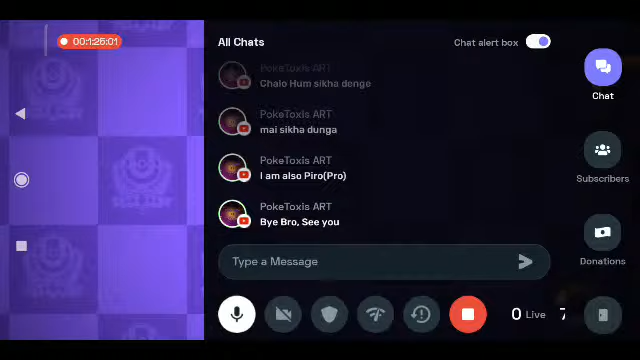 00:1:25:01
All Chats
Chat alert box
PokeToxis ART
Chalo Hum sikha denge
PokeToxis ART
mai sikha dunga
PokeToxis ART
I am also Piro(Pro)
PokeToxis ART
Bye Bro, See you
Type a Message
Chat
Subscribers
Donations
0 Live